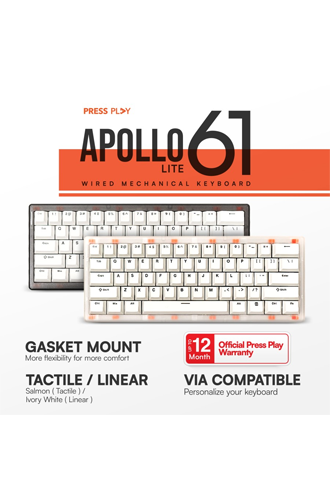 PRESS PLAY
APOLLO 61
LITE
WIRED MECHANICAL KEYBOARD
GASKET MOUNT
More flexibility for more comfort
UP TO
12
Month
Official Press Play
Warranty
TACTILE / LINEAR
Salmon ( Tactile ) /
Ivory White ( Linear )
VIA COMPATIBLE
Personalize your keyboard